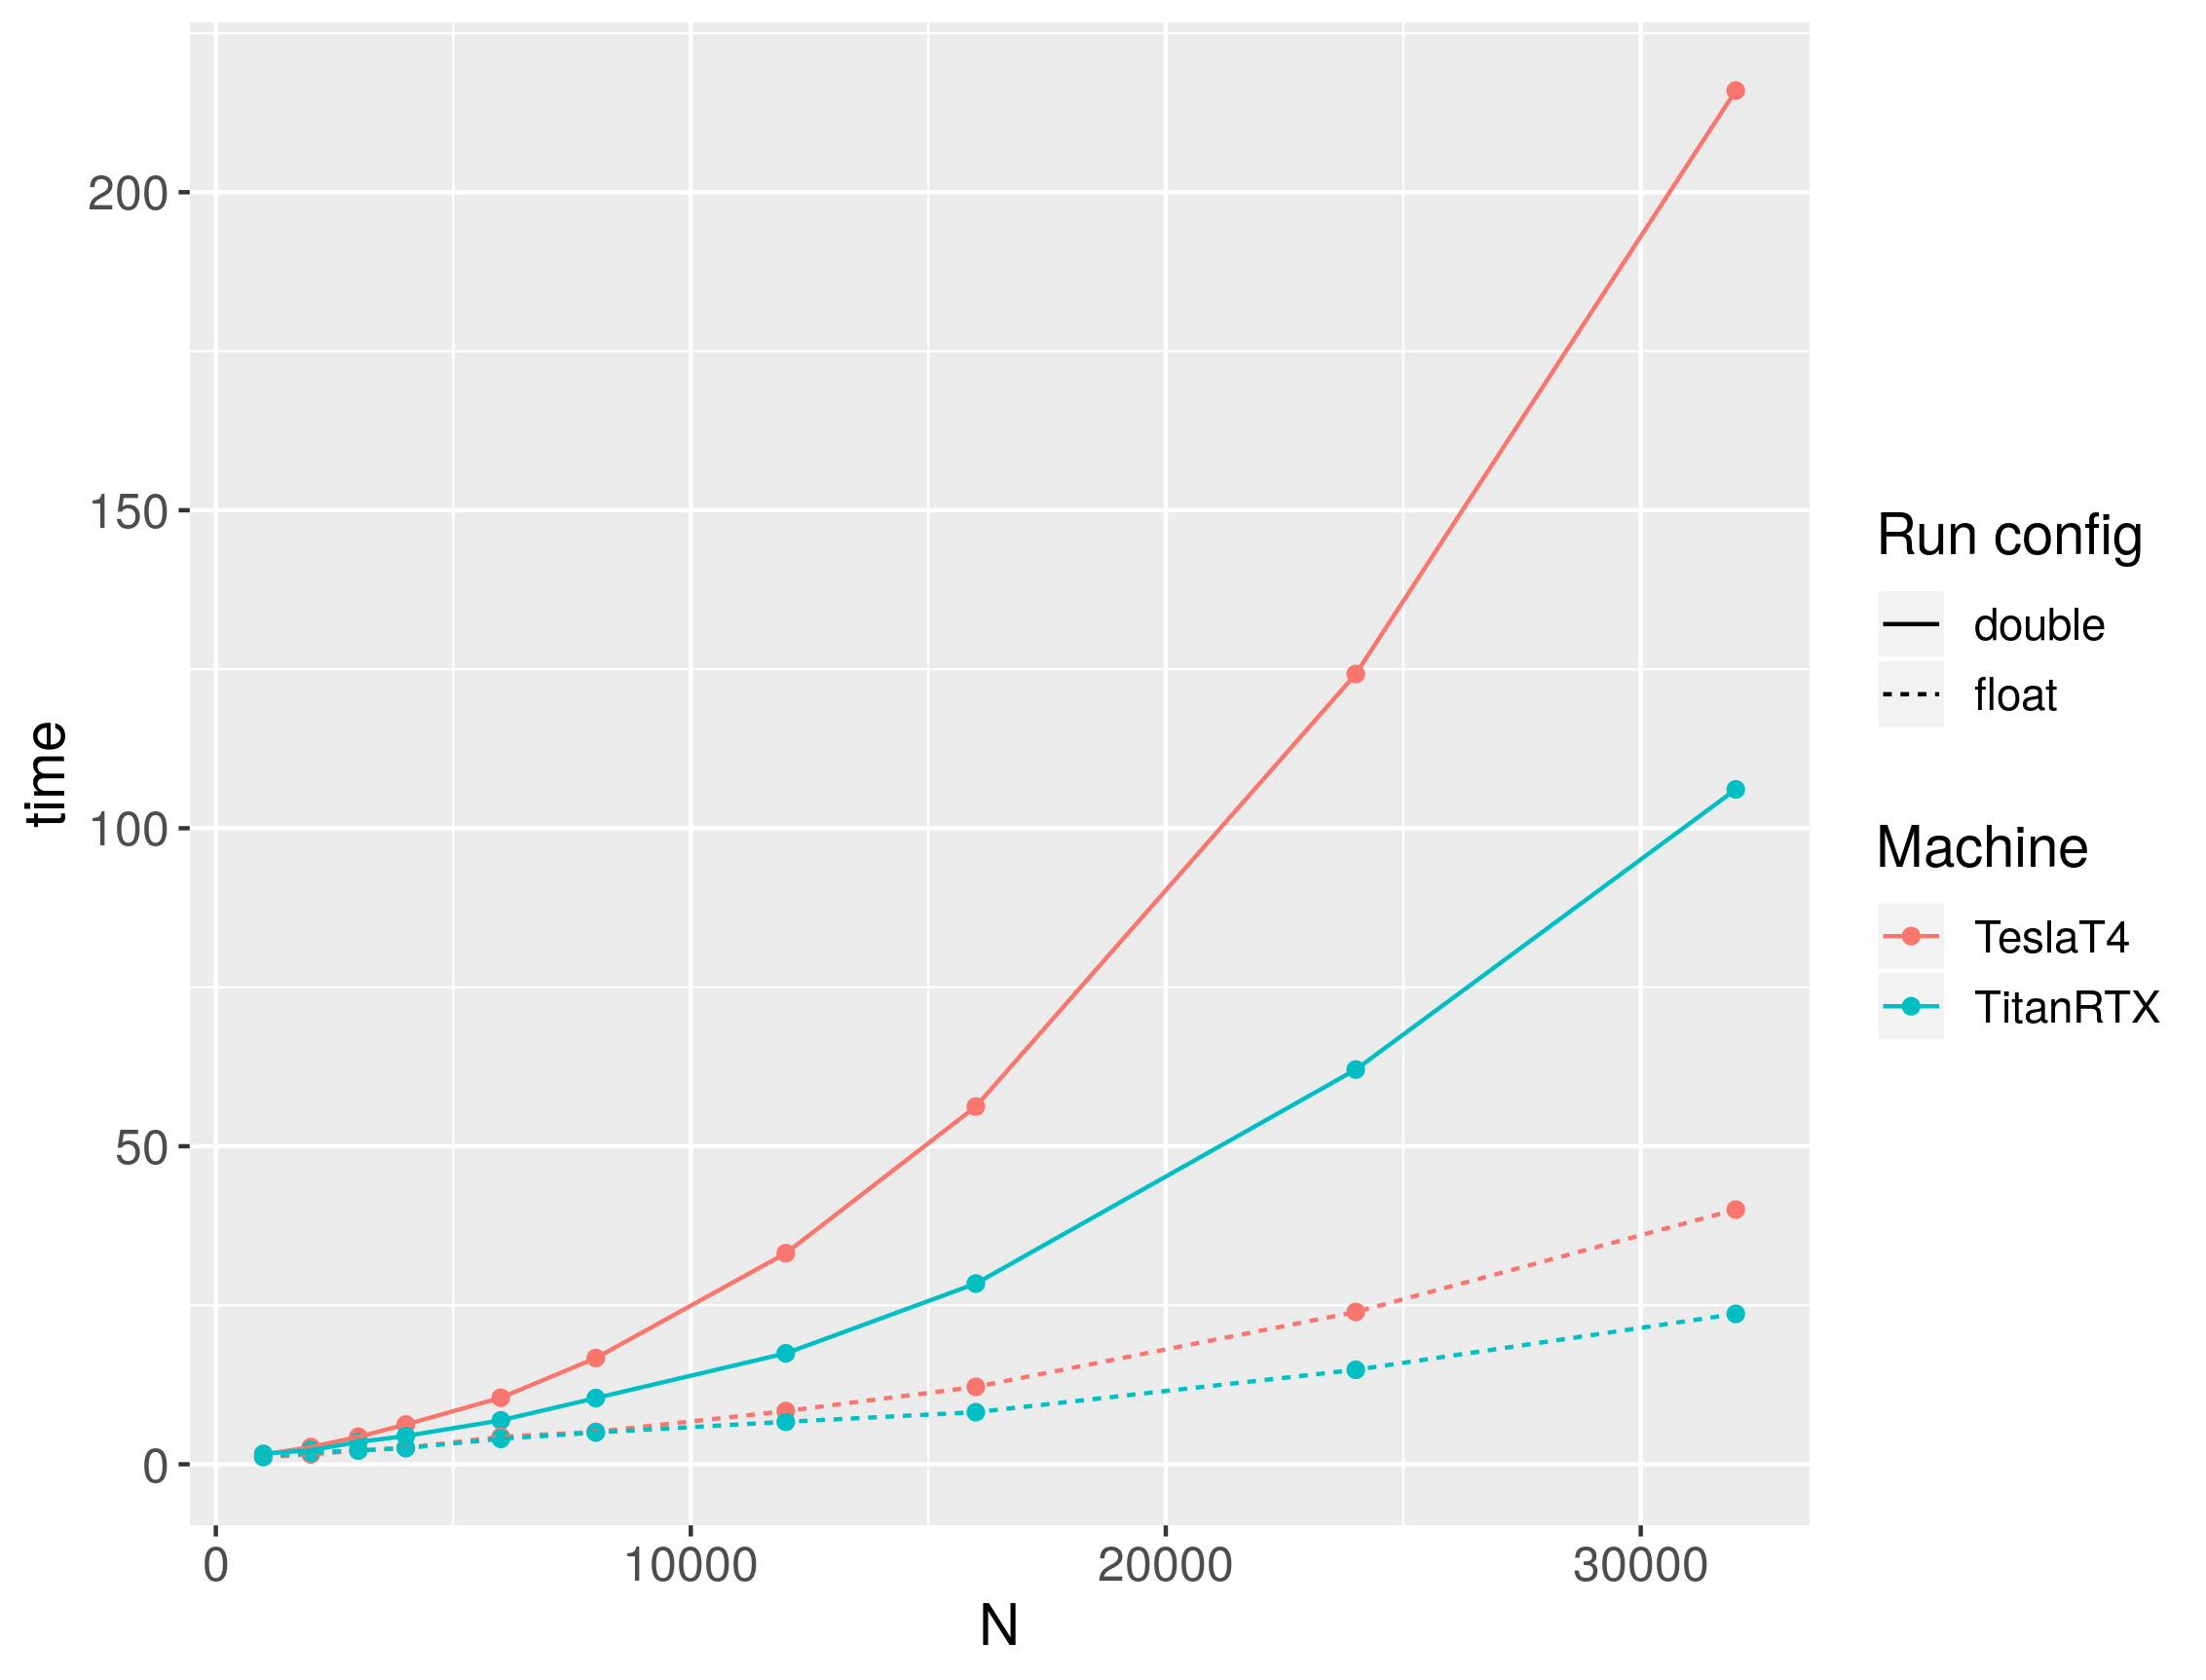 200
150
100
50
0
time
0 10000 20000 30000
N
Run config
double
float
Machine
TeslaT4
TitanRTX